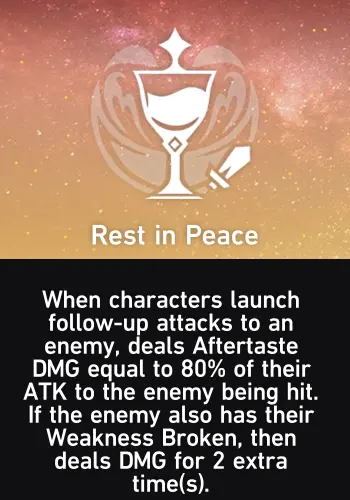 Rest in Peace
When characters launch
follow-up attacks to an
enemy, deals Aftertaste
DMG equal to 80% of their
ATK to the enemy being hit.
If the enemy also has their
Weakness Broken, then
deals DMG for 2 extra
time(s).